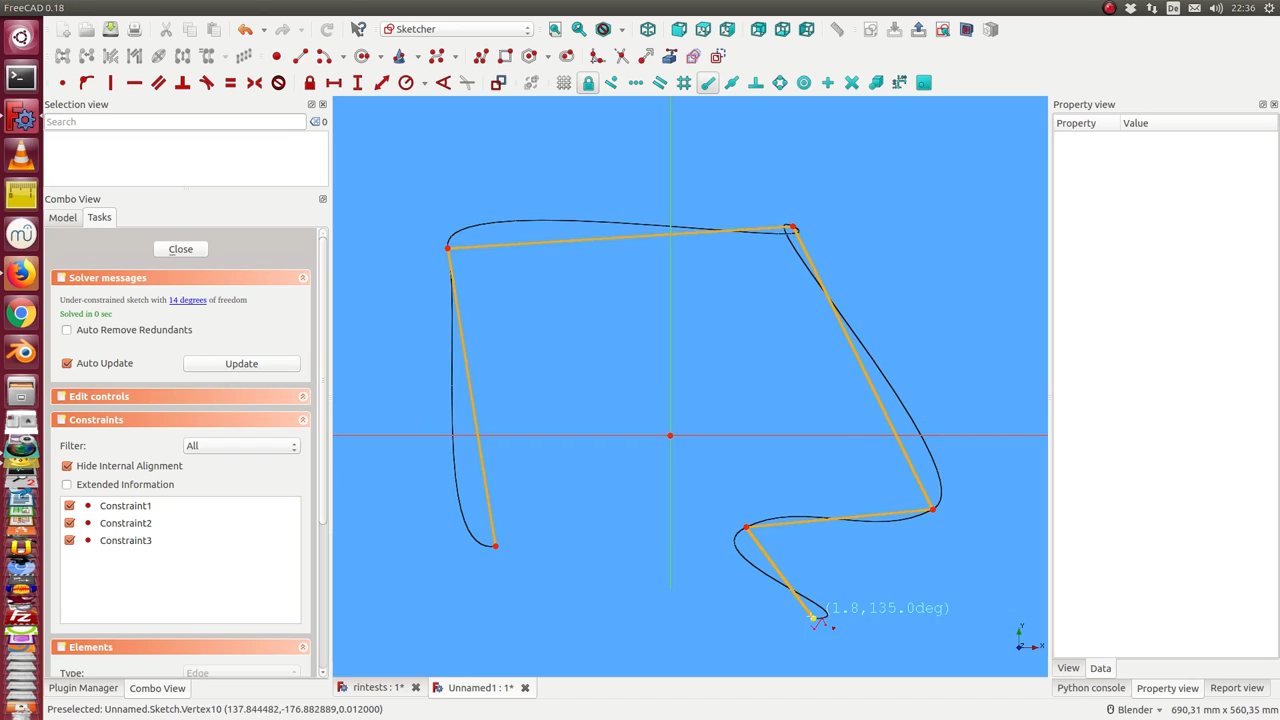 FreeCAD 0.18
De
22:36
Sketcher
Selection view
Search
0
Combo View
Model
Tasks
Close
Solver messages
Under-constrained sketch with 14 degrees of freedom
Solved in 0 sec
Auto Remove Redundants
Auto Update
Update
Edit controls
Constraints
Filter:
All
Hide Internal Alignment
Extended Information
Constraint1
Constraint2
Constraint3
Elements
Type:
Edge
Plugin Manager
Combo View
(1.8,135.0deg)
Y
X
rintests : 1*
Unnamed1 : 1*
Property view
Property
Value
View
Data
Python console
Property view
Report view
Preselected: Unnamed.Sketch.Vertex10 (137.844482,-176.882889,0.012000)
Blender
690,31 mm x 560,35 mm